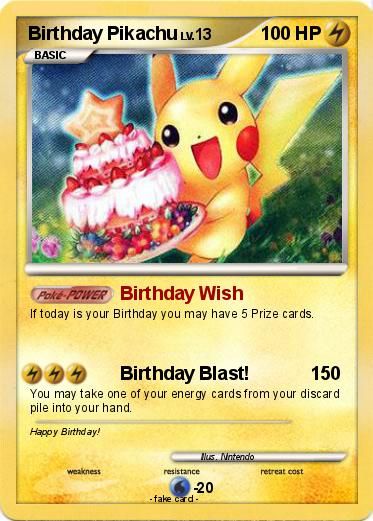 Birthday Pikachu LV.13 100 HP
BASIC
Poké-POWER Birthday Wish
If today is your Birthday you may have 5 Prize cards.
Birthday Blast! 150
You may take one of your energy cards from your discard
pile into your hand.
Happy Birthday!
Illus. Nintendo
weakness resistance retreat cost
-20
- fake card -